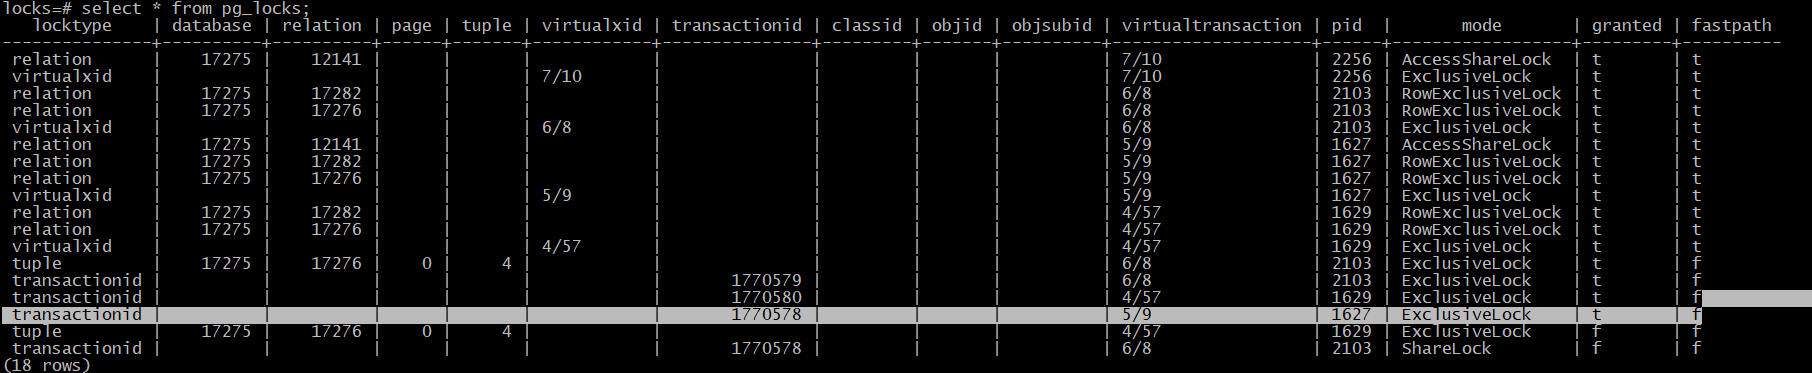 locks=# select * from pg_locks;
   locktype    | database | relation | page | tuple | virtualxid | transactionid | classid | objid | objsubid | virtualtransaction | pid  |       mode       | granted | fastpath
---------------+----------+----------+------+-------+------------+---------------+---------+-------+----------+--------------------+------+------------------+---------+----------
 relation      |    17275 |    12141 |      |       |            |               |         |       |          | 7/10               | 2256 | AccessShareLock  | t       | t
 virtualxid    |          |          |      |       | 7/10       |               |         |       |          | 7/10               | 2256 | ExclusiveLock    | t       | t
 relation      |    17275 |    17282 |      |       |            |               |         |       |          | 6/8                | 2103 | RowExclusiveLock | t       | t
 relation      |    17275 |    17276 |      |       |            |               |         |       |          | 6/8                | 2103 | RowExclusiveLock | t       | t
 virtualxid    |          |          |      |       | 6/8        |               |         |       |          | 6/8                | 2103 | ExclusiveLock    | t       | t
 relation      |    17275 |    12141 |      |       |            |               |         |       |          | 5/9                | 1627 | AccessShareLock  | t       | t
 relation      |    17275 |    17282 |      |       |            |               |         |       |          | 5/9                | 1627 | RowExclusiveLock | t       | t
 relation      |    17275 |    17276 |      |       |            |               |         |       |          | 5/9                | 1627 | RowExclusiveLock | t       | t
 virtualxid    |          |          |      |       | 5/9        |               |         |       |          | 5/9                | 1627 | ExclusiveLock    | t       | t
 relation      |    17275 |    17282 |      |       |            |               |         |       |          | 4/57               | 1629 | RowExclusiveLock | t       | t
 relation      |    17275 |    17276 |      |       |            |               |         |       |          | 4/57               | 1629 | RowExclusiveLock | t       | t
 virtualxid    |          |          |      |       | 4/57       |               |         |       |          | 4/57               | 1629 | ExclusiveLock    | t       | t
 tuple         |    17275 |    17276 |    0 |     4 |            |               |         |       |          | 6/8                | 2103 | ExclusiveLock    | t       | f
 transactionid |          |          |      |       |            |       1770579 |         |       |          | 6/8                | 2103 | ExclusiveLock    | t       | f
 transactionid |          |          |      |       |            |       1770580 |         |       |          | 4/57               | 1629 | ExclusiveLock    | t       | f
 transactionid |          |          |      |       |            |       1770578 |         |       |          | 5/9                | 1627 | ExclusiveLock    | t       | f
 tuple         |    17275 |    17276 |    0 |     4 |            |               |         |       |          | 4/57               | 1629 | ExclusiveLock    | f       | f
 transactionid |          |          |      |       |            |       1770578 |         |       |          | 6/8                | 2103 | ShareLock        | f       | f
(18 rows)